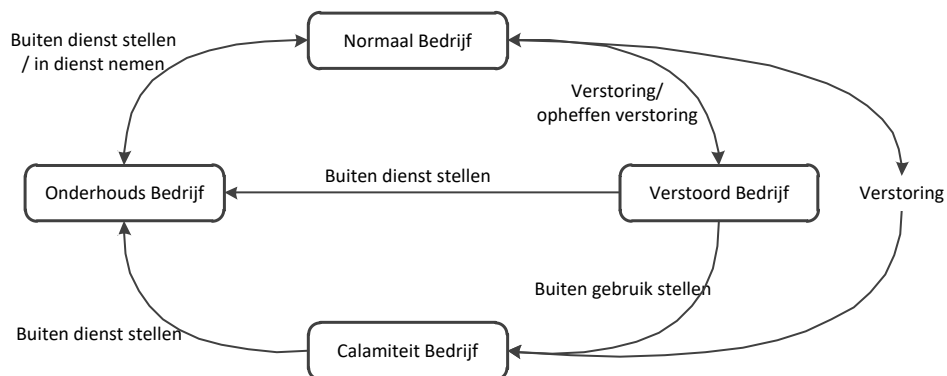 Buiten dienst stellen
/ in dienst nemen
Normaal Bedrijf
Verstoring/
opheffen verstoring
Onderhouds Bedrijf
Buiten dienst stellen
Verstoord Bedrijf
Verstoring
Buiten gebruik stellen
Buiten dienst stellen
Calamiteit Bedrijf